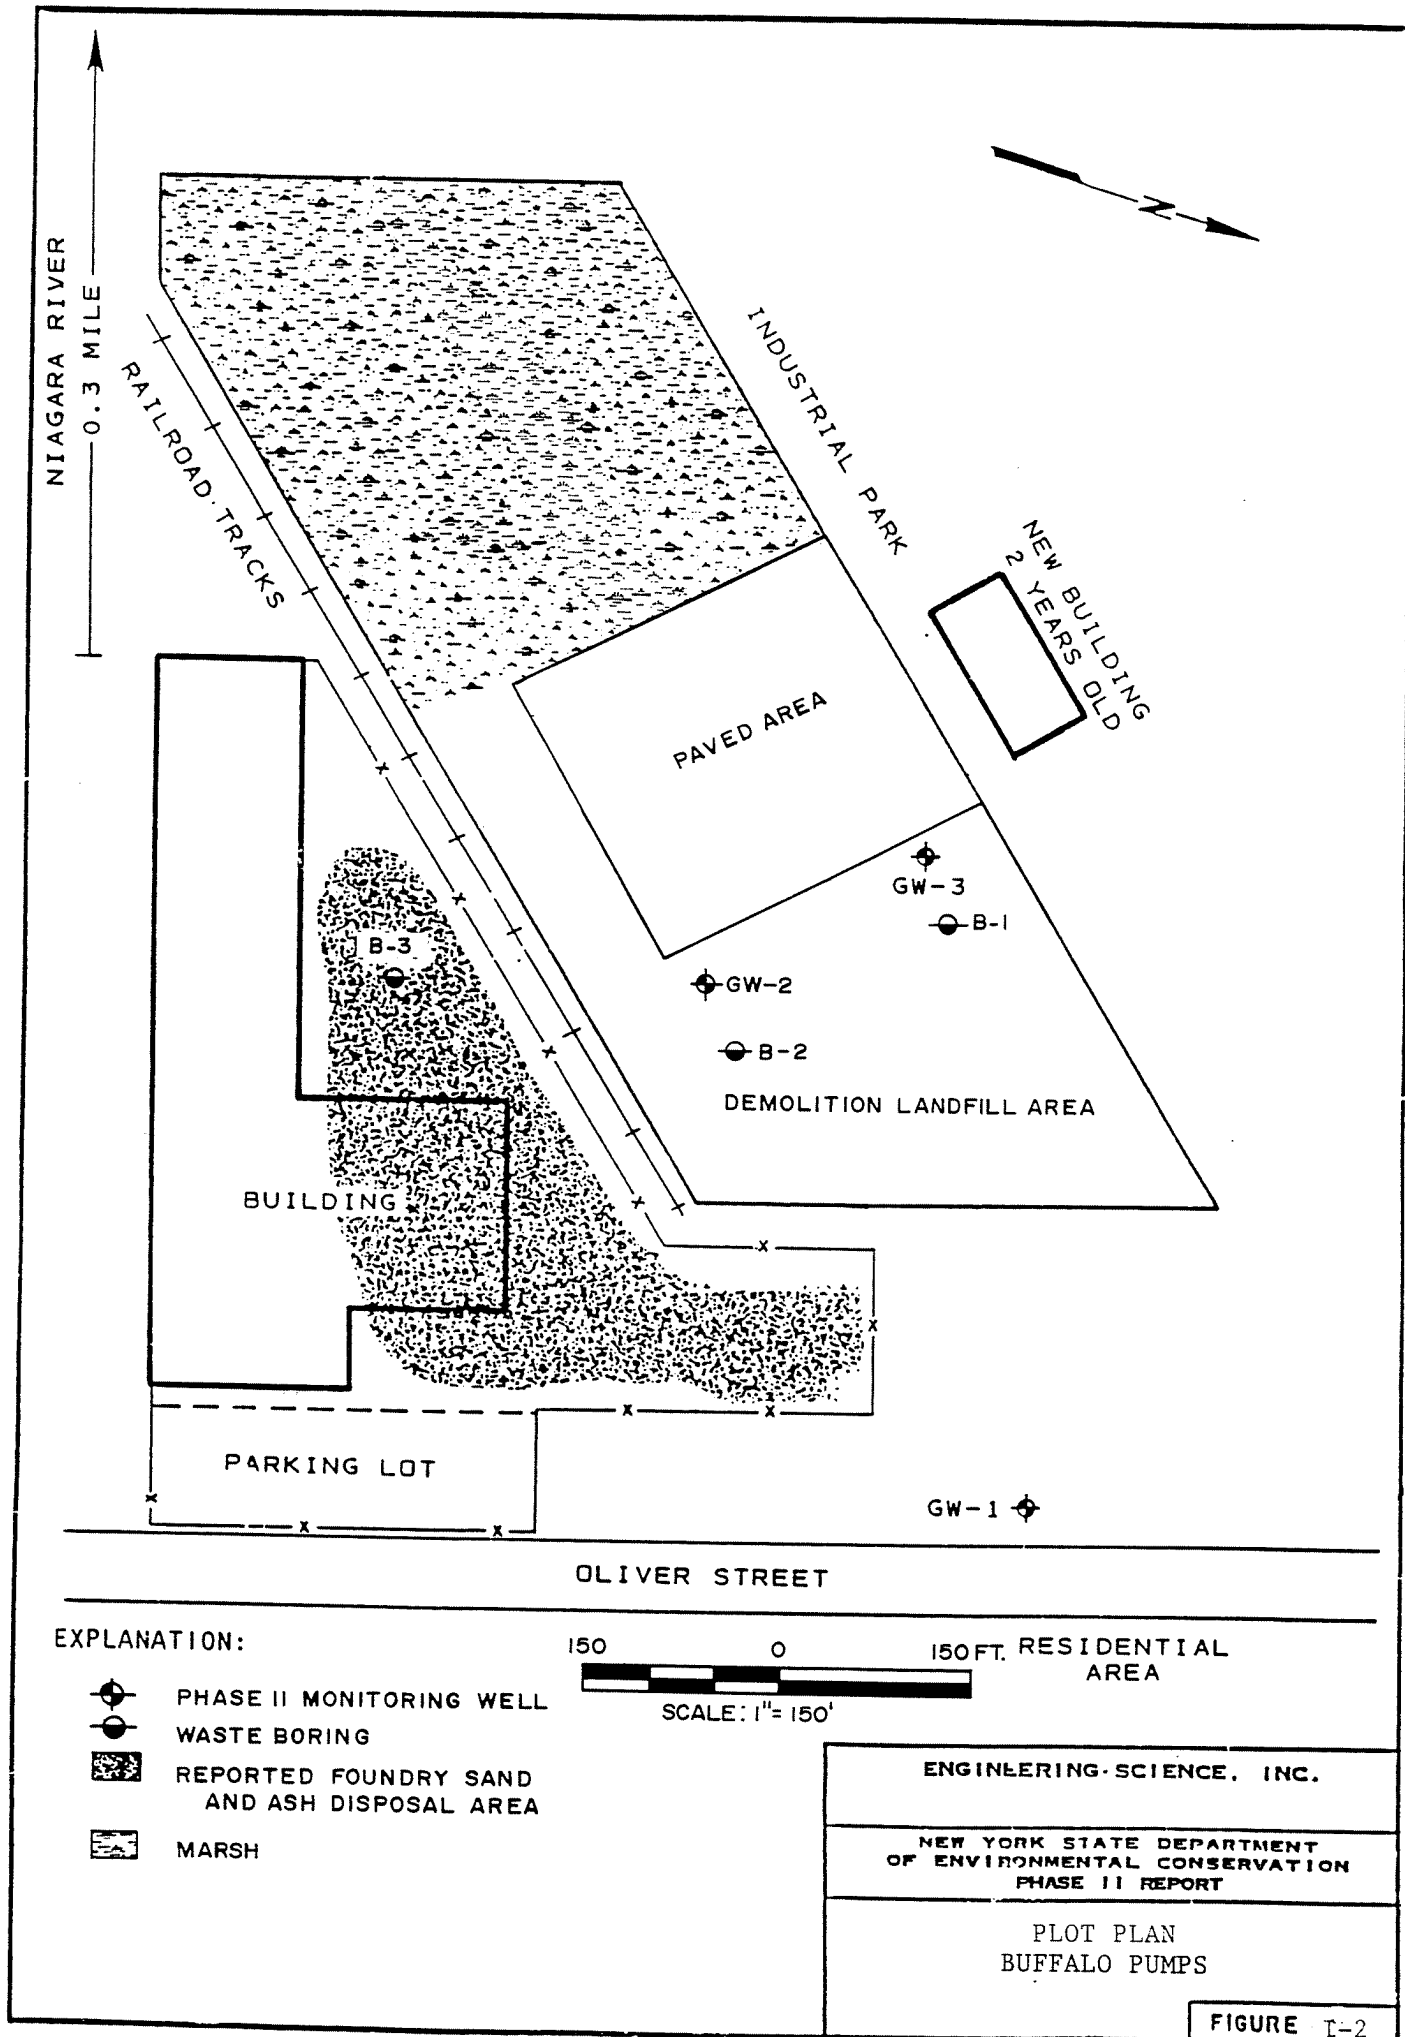 NIAGARA RIVER
0.3 MILE
N
RAILROAD TRACKS
INDUSTRIAL PARK
NEW BUILDING
2 YEARS OLD
PAVED AREA
GW-3
B-1
B-3
GW-2
B-2
DEMOLITION LANDFILL AREA
BUILDING
PARKING LOT
GW-1
OLIVER STREET
EXPLANATION:
PHASE II MONITORING WELL
WASTE BORING
REPORTED FOUNDRY SAND
AND ASH DISPOSAL AREA
MARSH
150 0 150 FT.
SCALE: 1"= 150'
RESIDENTIAL
AREA
ENGINEERING-SCIENCE, INC.
NEW YORK STATE DEPARTMENT
OF ENVIRONMENTAL CONSERVATION
PHASE II REPORT
PLOT PLAN
BUFFALO PUMPS
FIGURE I-2